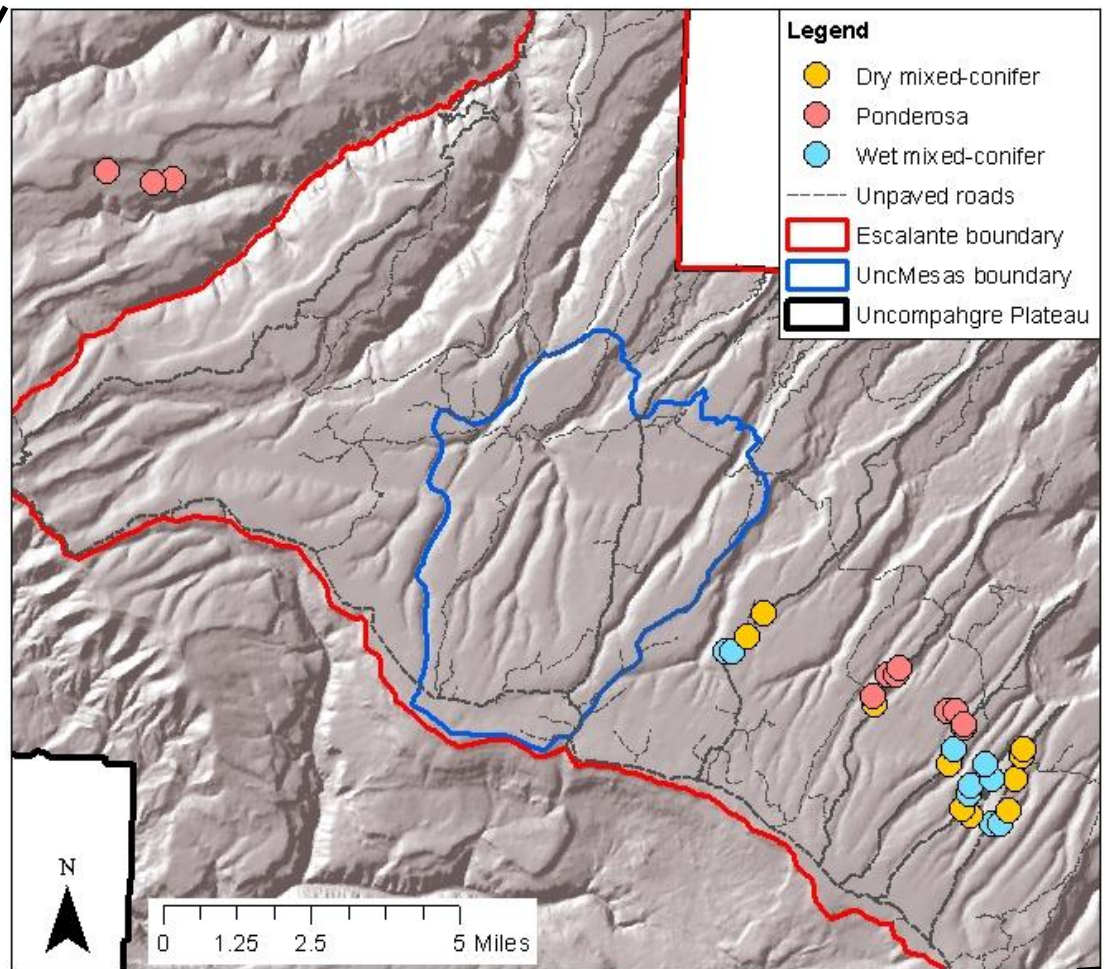 Legend
Dry mixed-conifer
Ponderosa
Wet mixed-conifer
Unpaved roads
Escalante boundary
UncMesas boundary
Uncompahgre Plateau
N
0 1.25 2.5 5 Miles